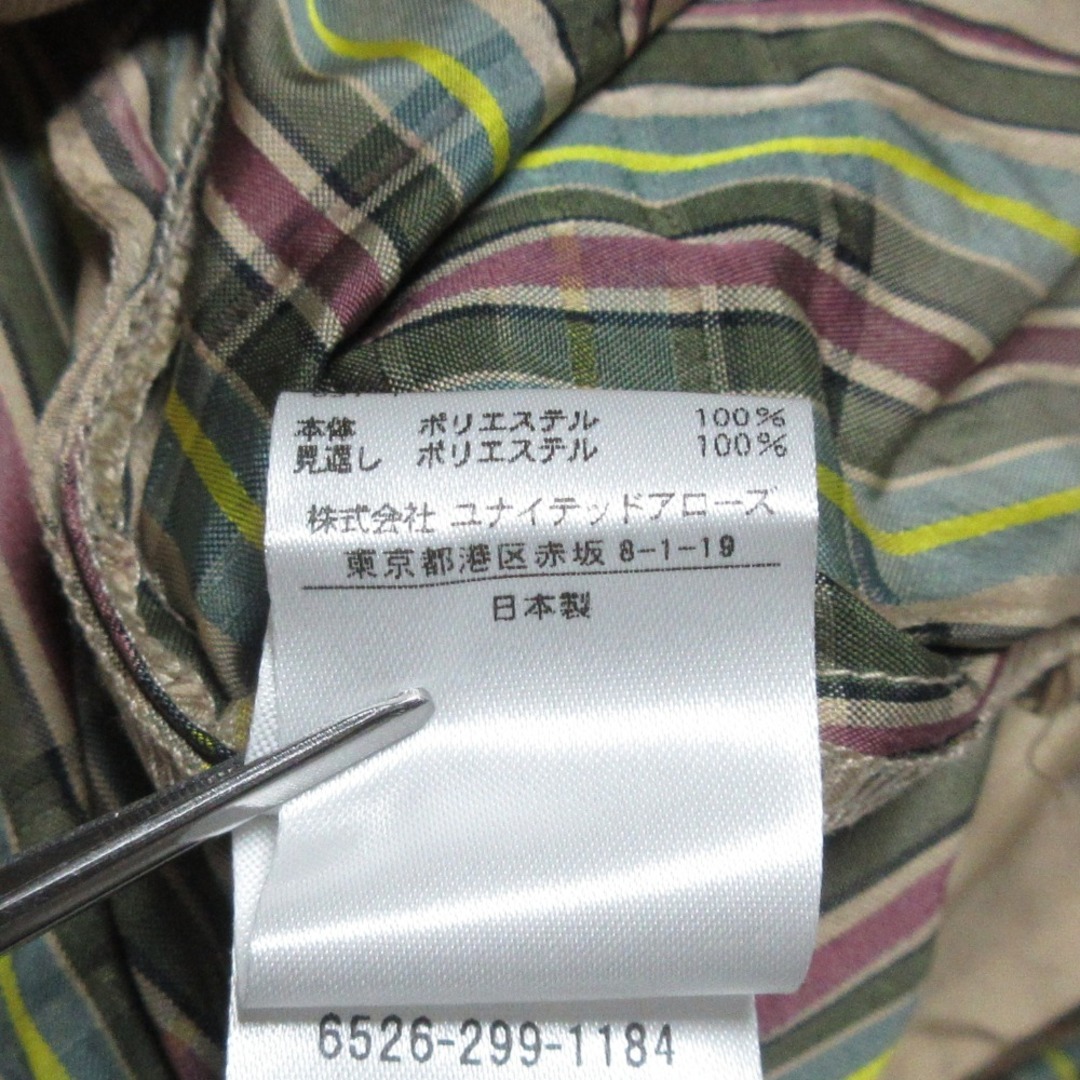 本体 ポリエステル 100%
見返し ポリエステル 100%
株式会社 ユナイテッドアローズ
東京都港区赤坂 8-1-19
日本製
6526-299-1184